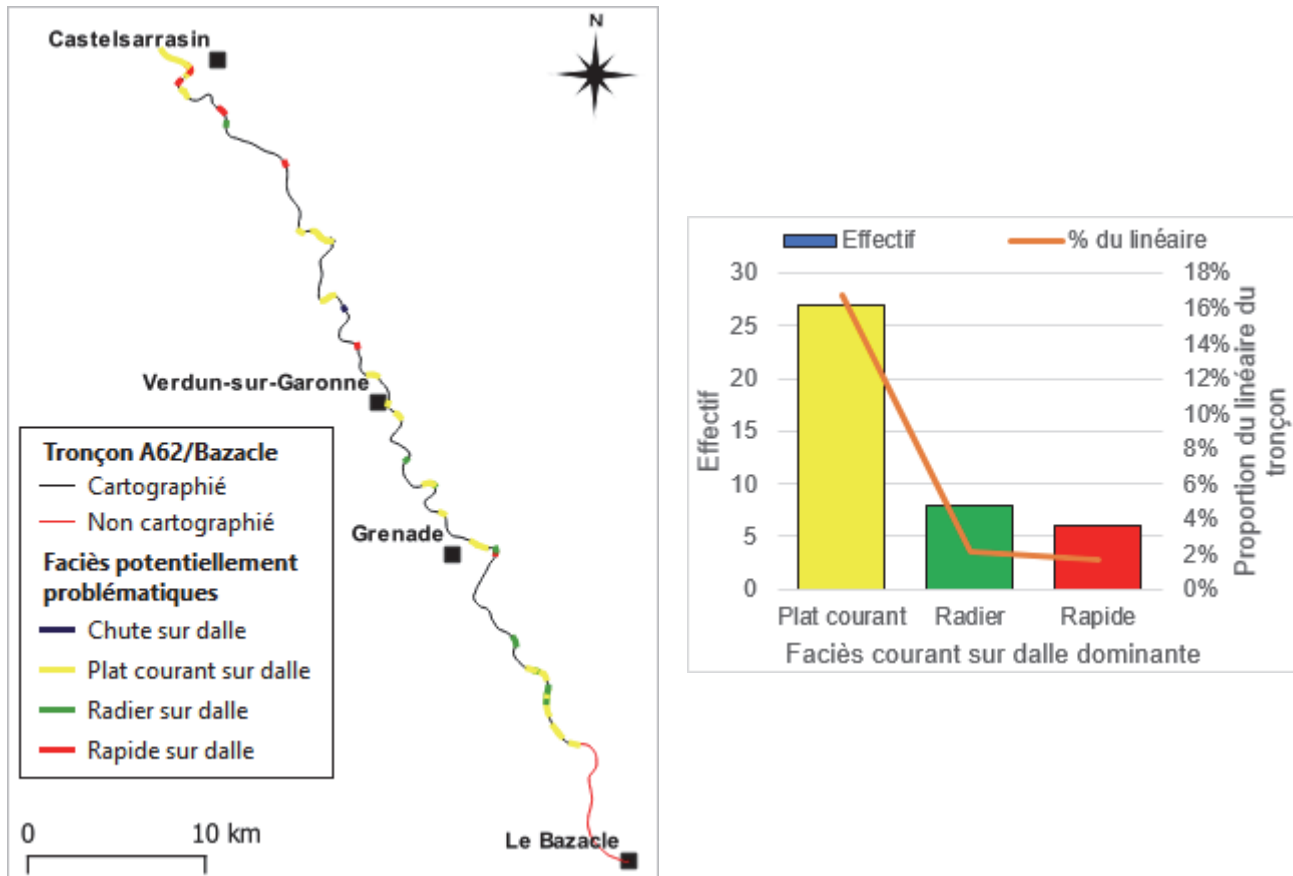 N
Castelsarrasin
Verdun-sur-Garonne
Grenade
Le Bazacle
Tronçon A62/Bazacle
Cartographié
Non cartographié
Faciès potentiellement
problématiques
Chute sur dalle
Plat courant sur dalle
Radier sur dalle
Rapide sur dalle
0 10 km
Effectif % du linéaire
30 18%
25 16%
20 14%
15 12%
10 10%
5 8%
0 6%
4%
2%
0%
Effectif
Proportion du linéaire du
tronçon
Plat courant Radier Rapide
Faciès courant sur dalle dominante